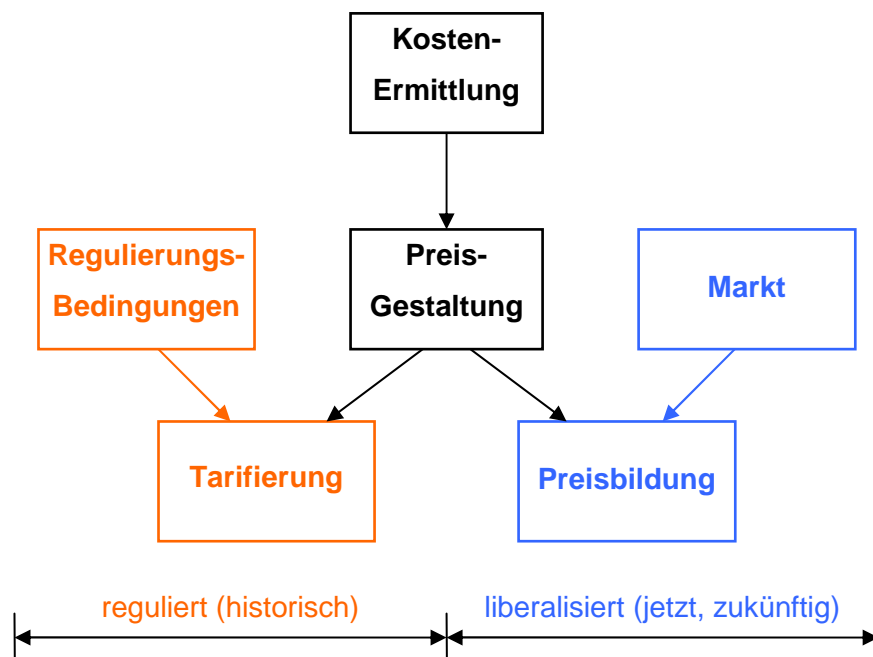 Kosten-
Ermittlung
Regulierungs-
Bedingungen
Preis-
Gestaltung
Markt
Tarifierung
Preisbildung
reguliert (historisch)
liberalisiert (jetzt, zukünftig)